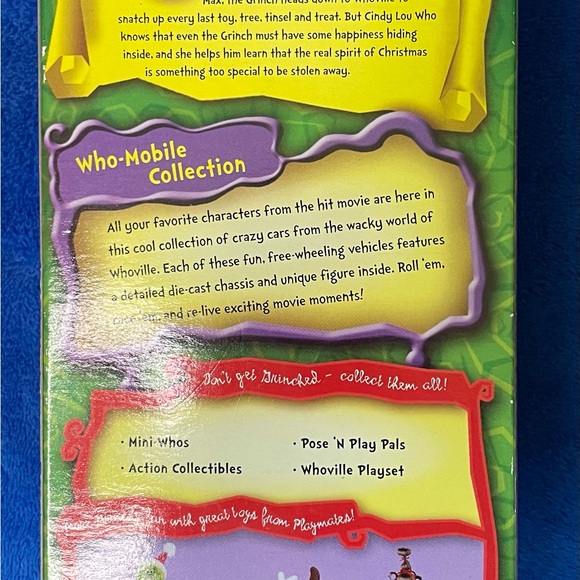 Max, the Grinch heads down to Whoville to
snatch up every last toy, tree, tinsel and treat. But Cindy Lou Who
knows that even the Grinch must have some happiness hiding
inside, and she helps him learn that the real spirit of Christmas
is something too special to be stolen away.
Who-Mobile
Collection
All your favorite characters from the hit movie are here in
this cool collection of crazy cars from the wacky world of
Whoville. Each of these fun, free-wheeling vehicles features
a detailed die-cast chassis and unique figure inside. Roll 'em,
race 'em and re-live exciting movie moments!
Don't get Grinched - collect them all!
· Mini-Whos
· Action Collectibles
· Pose 'N Play Pals
· Whoville Playset
with great toys from Playmates!